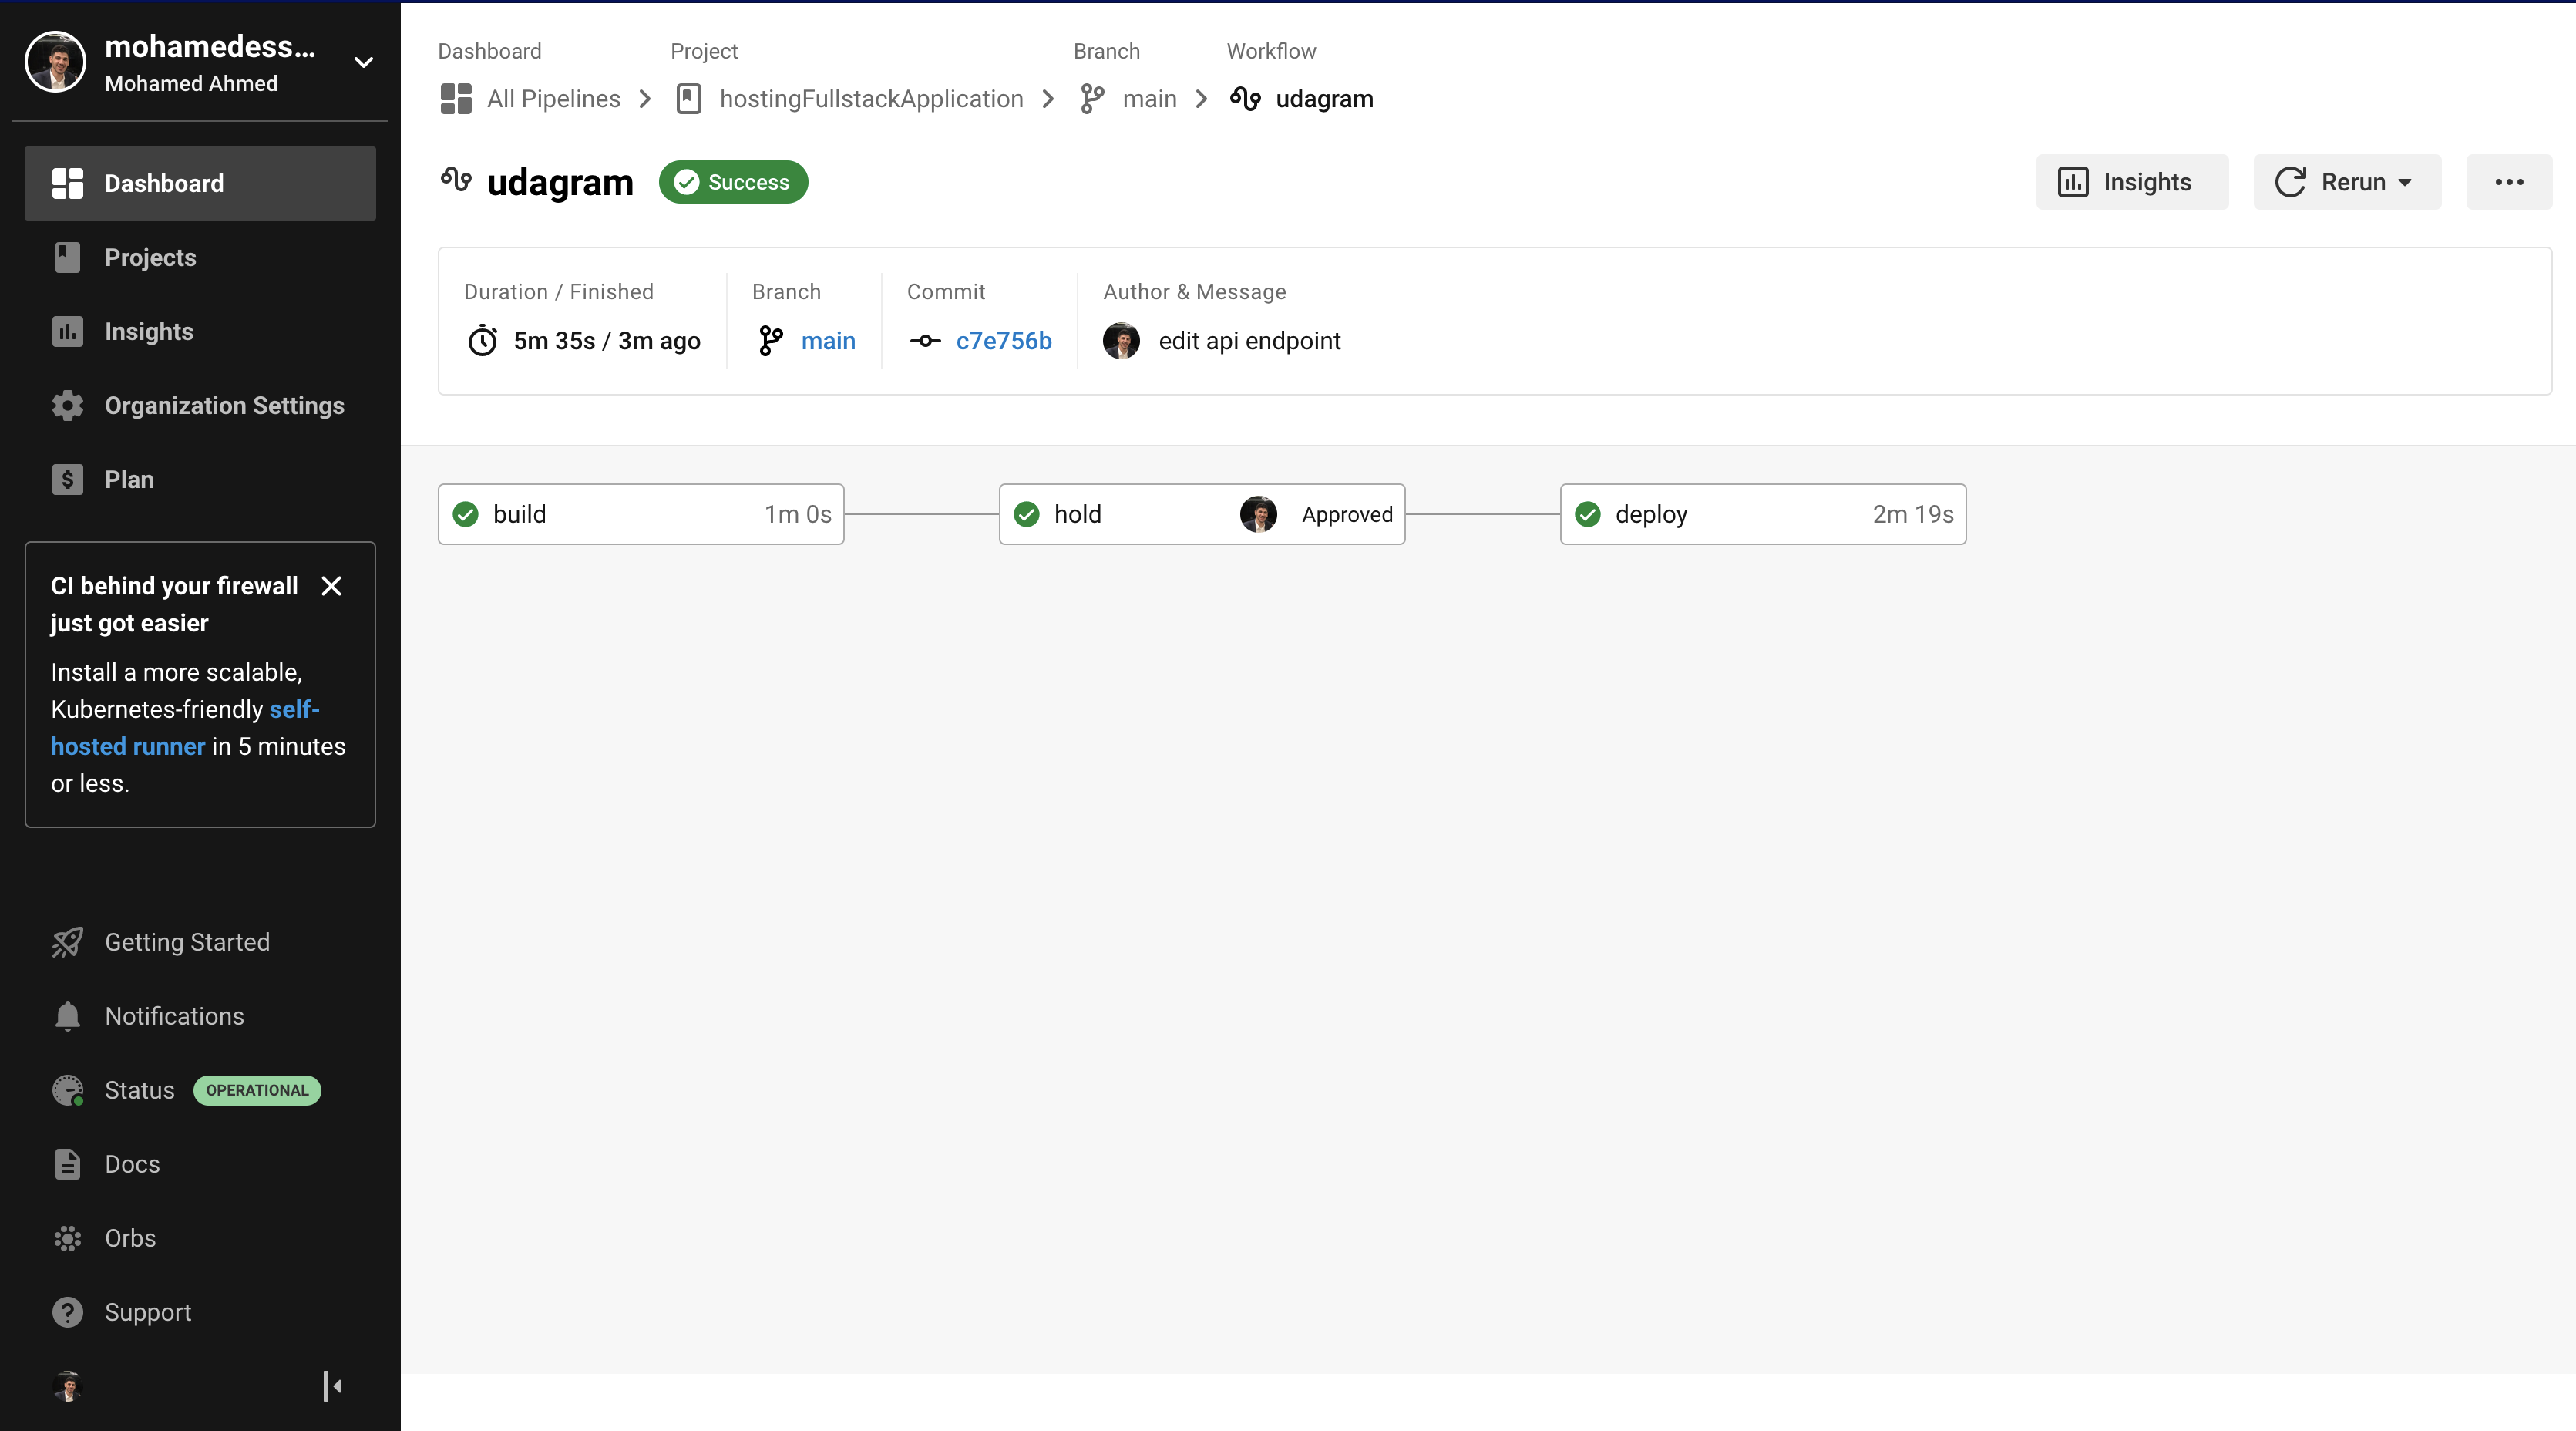 mohamedess...
Mohamed Ahmed
Dashboard
Projects
Insights
Organization Settings
Plan
CI behind your firewall
just got easier
Install a more scalable,
Kubernetes-friendly self-
hosted runner in 5 minutes
or less.
Getting Started
Notifications
Status OPERATIONAL
Docs
Orbs
Support
Dashboard Project Branch Workflow
All Pipelines hostingFullstackApplication main udagram
udagram Success Insights Rerun
Duration / Finished Branch Commit Author & Message
5m 35s / 3m ago main c7e756b edit api endpoint
build 1m 0s hold Approved deploy 2m 19s